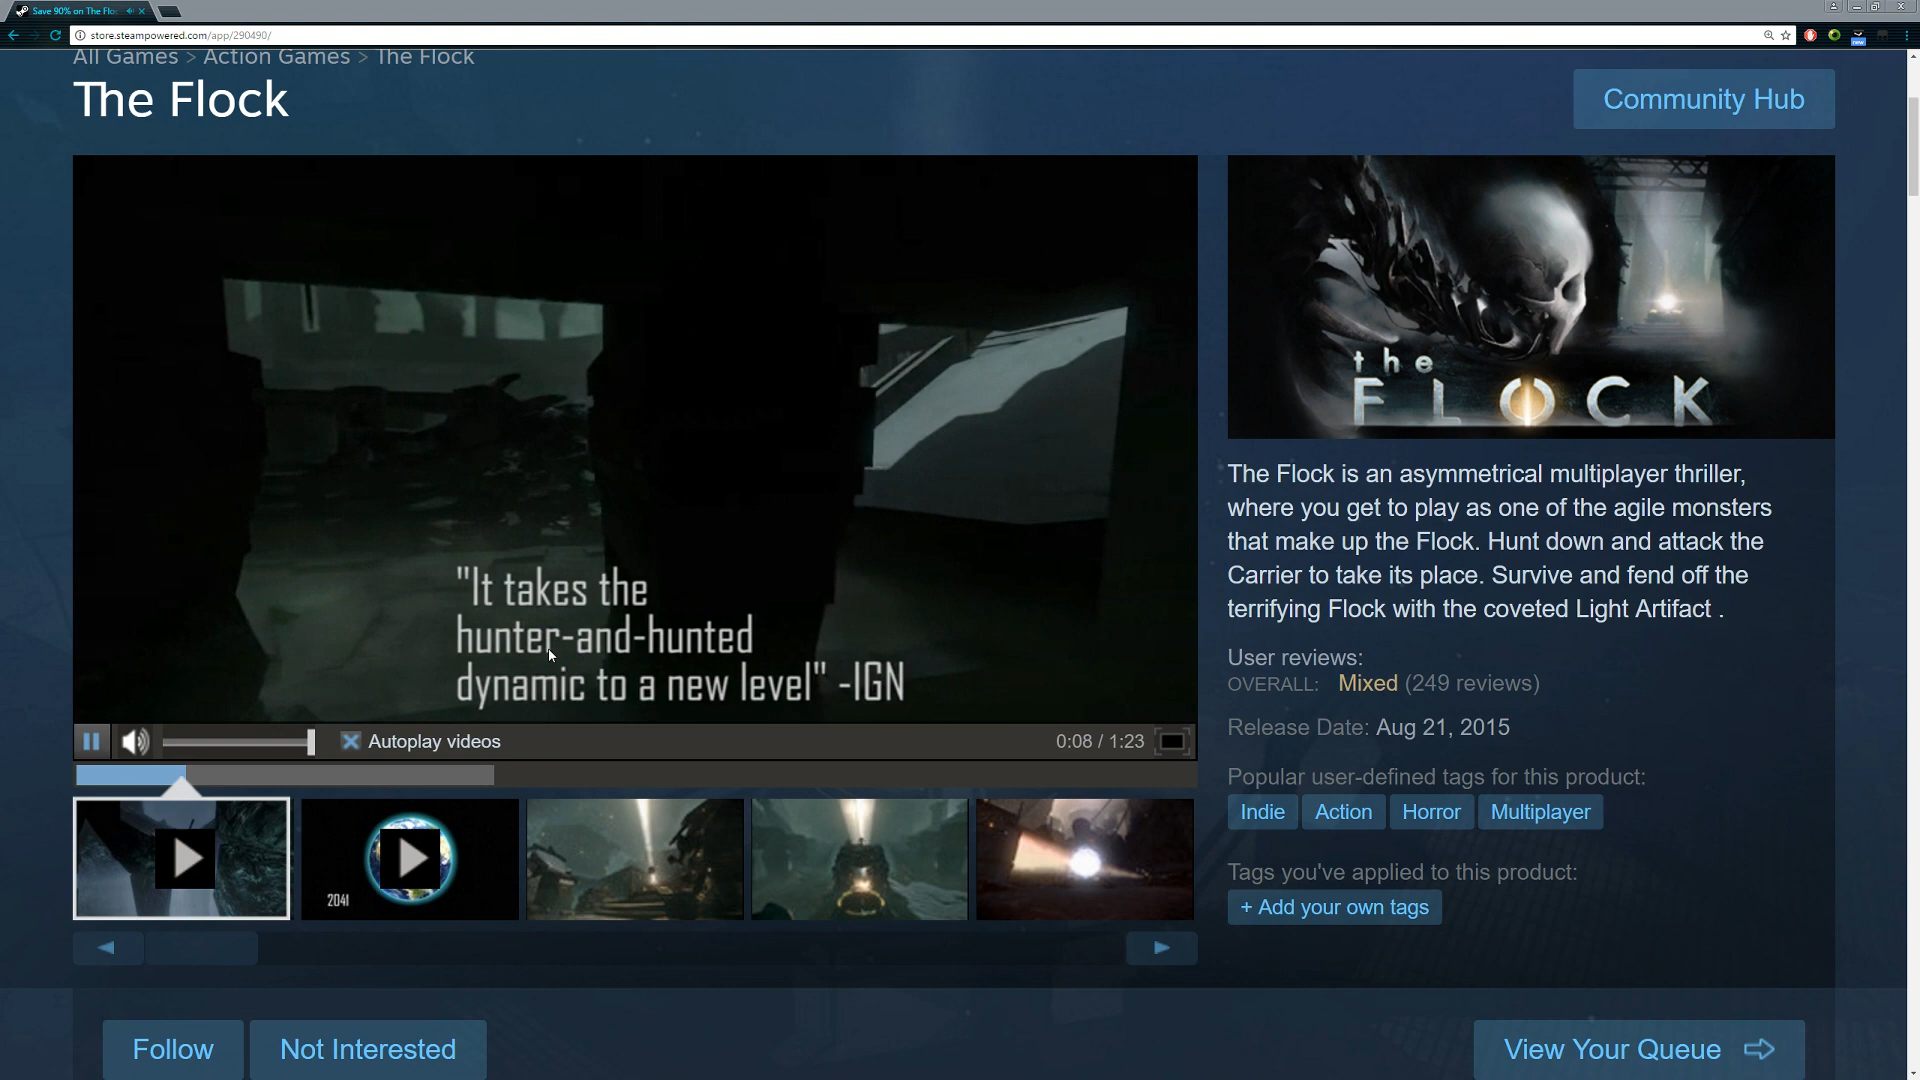 Save 90% on The Flo
store.steampowered.com/app/290490/
new
All Games > Action Games > The Flock
The Flock
Community Hub
"It takes the
hunter-and-hunted
dynamic to a new level" -IGN
Autoplay videos
0:08 / 1:23
2041
the
FLOCK
The Flock is an asymmetrical multiplayer thriller,
where you get to play as one of the agile monsters
that make up the Flock. Hunt down and attack the
Carrier to take its place. Survive and fend off the
terrifying Flock with the coveted Light Artifact .
User reviews:
OVERALL: Mixed (249 reviews)
Release Date: Aug 21, 2015
Popular user-defined tags for this product:
Indie Action Horror Multiplayer
Tags you've applied to this product:
+ Add your own tags
Follow
Not Interested
View Your Queue